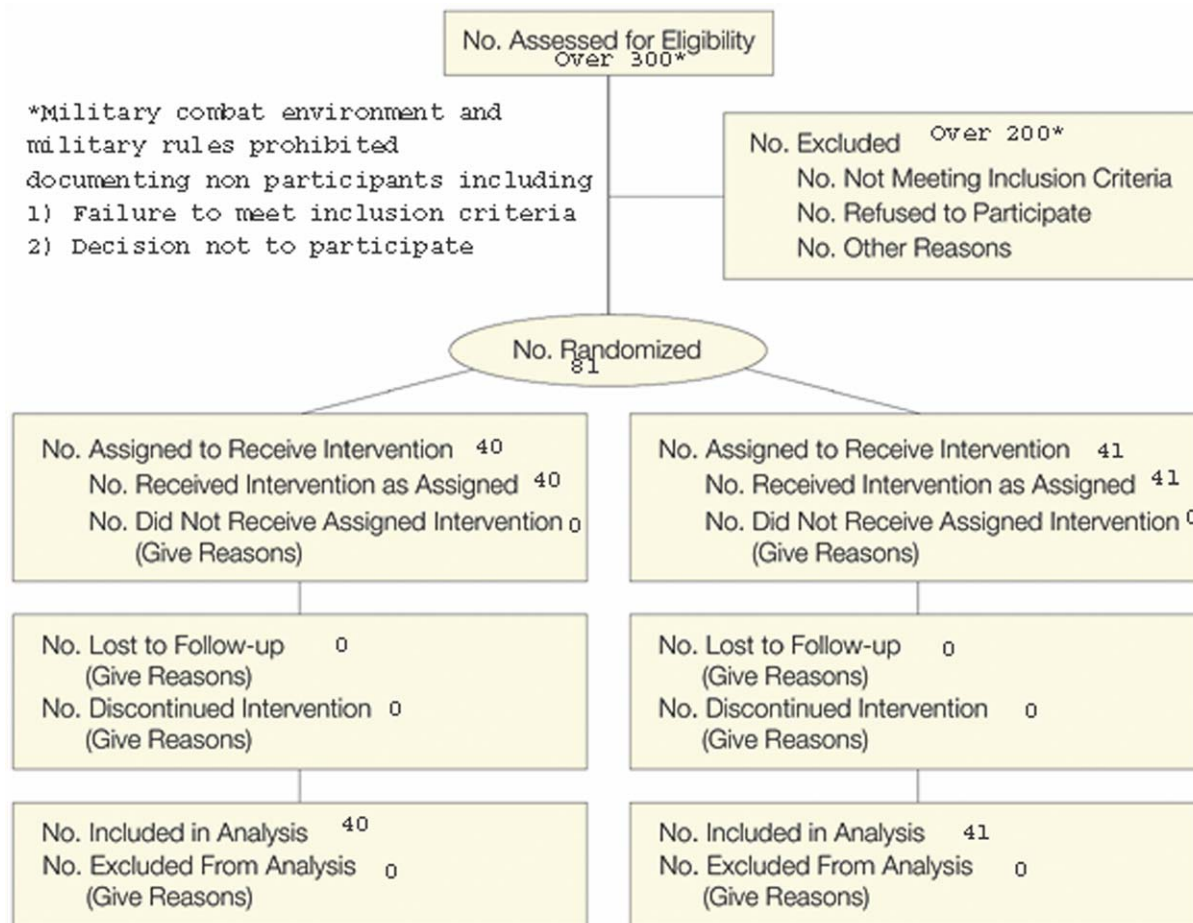 No. Assessed for Eligibility
Over 300*
*Military combat environment and
military rules prohibited
documenting non participants including
1) Failure to meet inclusion criteria
2) Decision not to participate
No. Excluded Over 200*
No. Not Meeting Inclusion Criteria
No. Refused to Participate
No. Other Reasons
No. Randomized
81
No. Assigned to Receive Intervention 40
No. Received Intervention as Assigned 40
No. Did Not Receive Assigned Intervention 0
(Give Reasons)
No. Assigned to Receive Intervention 41
No. Received Intervention as Assigned 41
No. Did Not Receive Assigned Intervention 0
(Give Reasons)
No. Lost to Follow-up 0
(Give Reasons)
No. Discontinued Intervention 0
(Give Reasons)
No. Lost to Follow-up 0
(Give Reasons)
No. Discontinued Intervention 0
(Give Reasons)
No. Included in Analysis 40
No. Excluded From Analysis 0
(Give Reasons)
No. Included in Analysis 41
No. Excluded From Analysis 0
(Give Reasons)